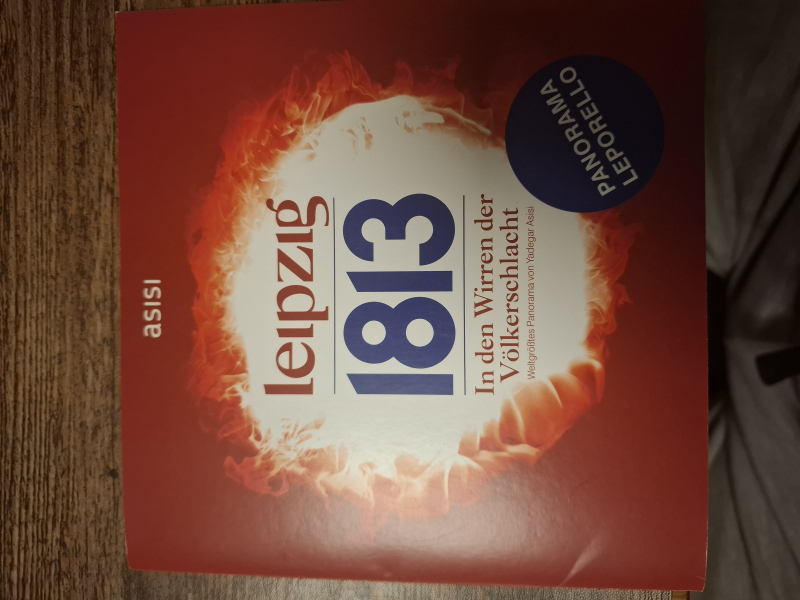 asisi
leipzig
1813
In den Wirren der
Völkerschlacht
Weltgrößtes Panorama von Yadegar Asisi
PANORAMA
LEPORELLO